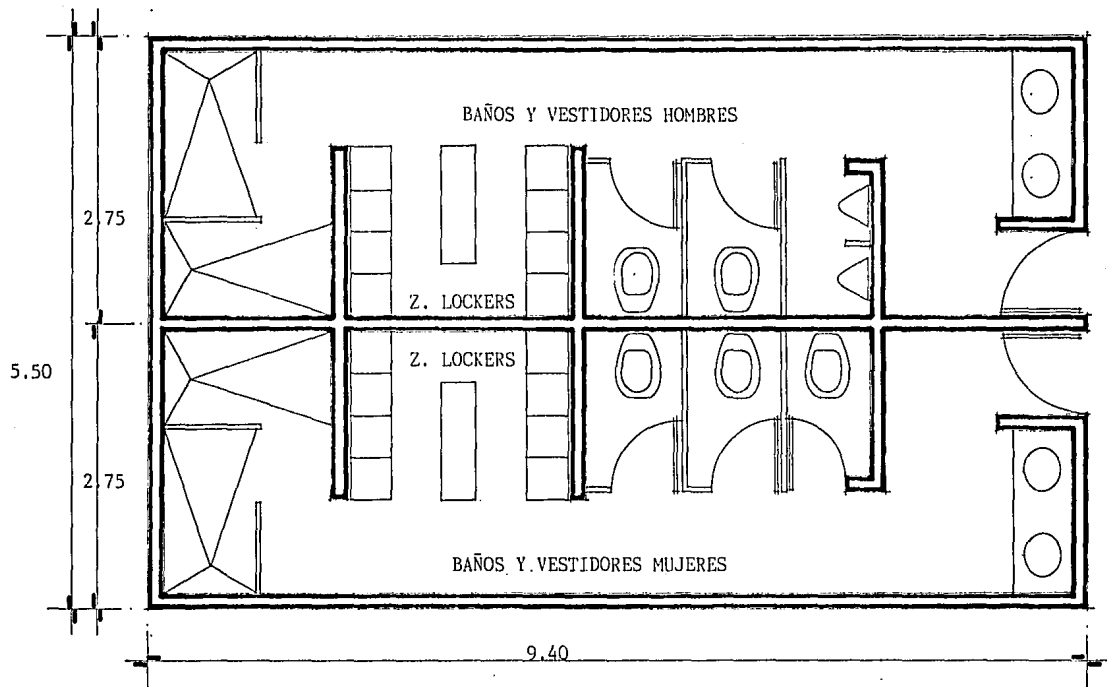 BAÑOS Y VESTIDORES HOMBRES
2.75
Z. LOCKERS
Z. LOCKERS
5.50
2.75
BAÑOS Y VESTIDORES MUJERES
9.40